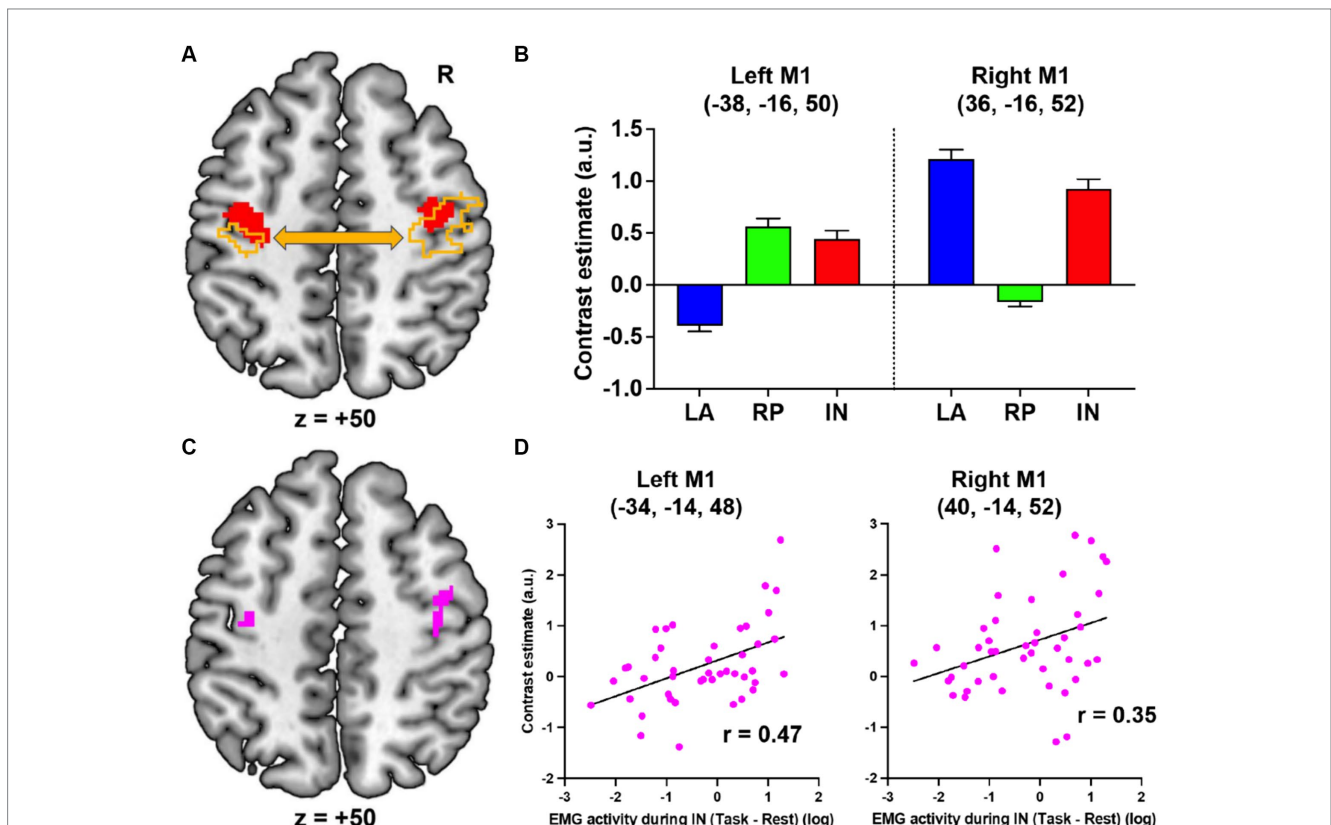 A
R
z = +50
B
Left M1
(-38, -16, 50)
Right M1
(36, -16, 52)
Contrast estimate (a.u.)
1.5
1.0
0.5
0.0
-0.5
-1.0
LA RP IN
LA RP IN
C
z = +50
D
Left M1
(-34, -14, 48)
Contrast estimate (a.u.)
3
2
1
0
-1
-2
r = 0.47
-3 -2 -1 0 1 2
EMG activity during IN (Task - Rest) (log)
Right M1
(40, -14, 52)
3
2
1
0
-1
-2
r = 0.35
-3 -2 -1 0 1 2
EMG activity during IN (Task - Rest) (log)